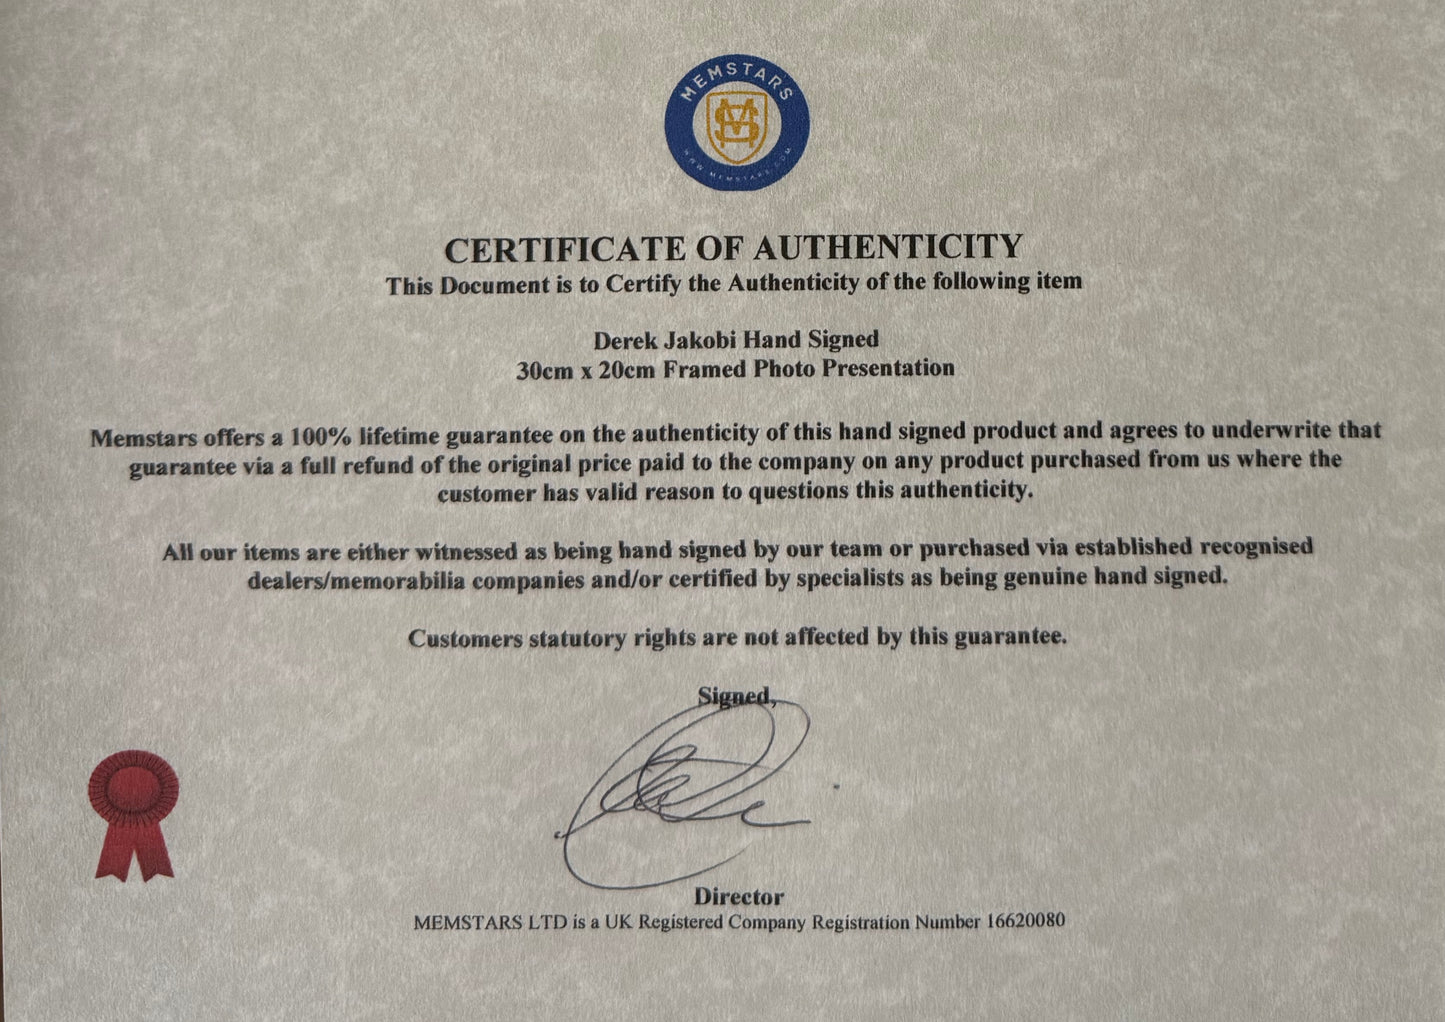 MEMSTARS
MS
WWW.MEMSTARS.COM
CERTIFICATE OF AUTHENTICITY
This Document is to Certify the Authenticity of the following item
Derek Jakobi Hand Signed
30cm x 20cm Framed Photo Presentation
Memstars offers a 100% lifetime guarantee on the authenticity of this hand signed product and agrees to underwrite that
guarantee via a full refund of the original price paid to the company on any product purchased from us where the
customer has valid reason to questions this authenticity.
All our items are either witnessed as being hand signed by our team or purchased via established recognised
dealers/memorabilia companies and/or certified by specialists as being genuine hand signed.
Customers statutory rights are not affected by this guarantee.
Signed,
Director
MEMSTARS LTD is a UK Registered Company Registration Number 16620080